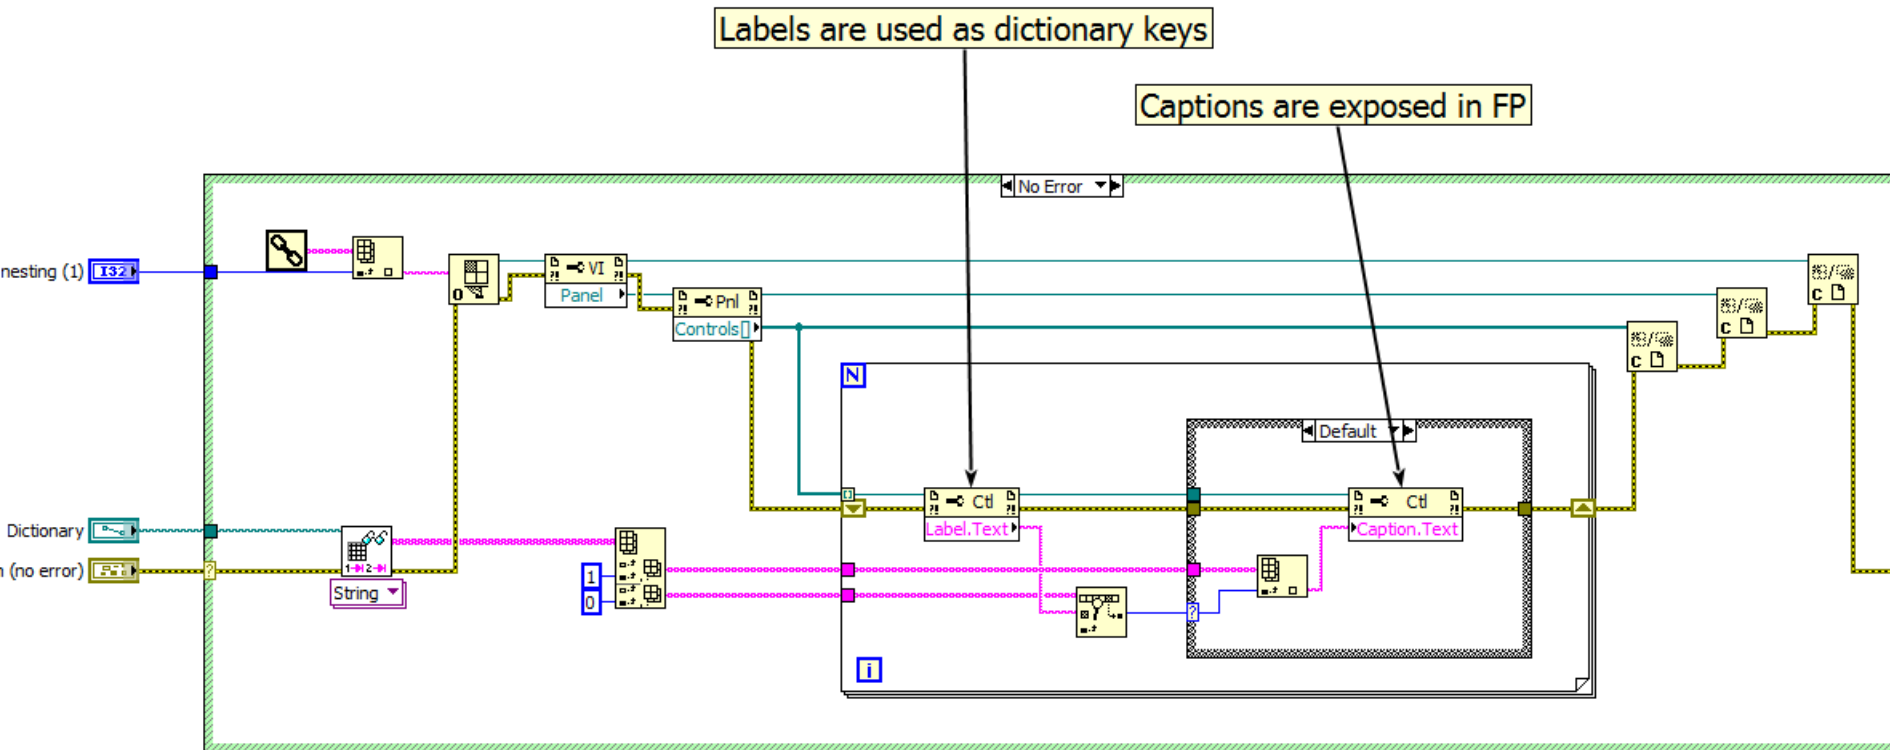 Labels are used as dictionary keys
Captions are exposed in FP
No Error
nesting (1)
I32
VI
Panel
Pnl
Controls[]
C
C
C
N
Default
Ctl
Label.Text
Ctl
Caption.Text
Dictionary
n (no error)
?
String
1
0
?
i